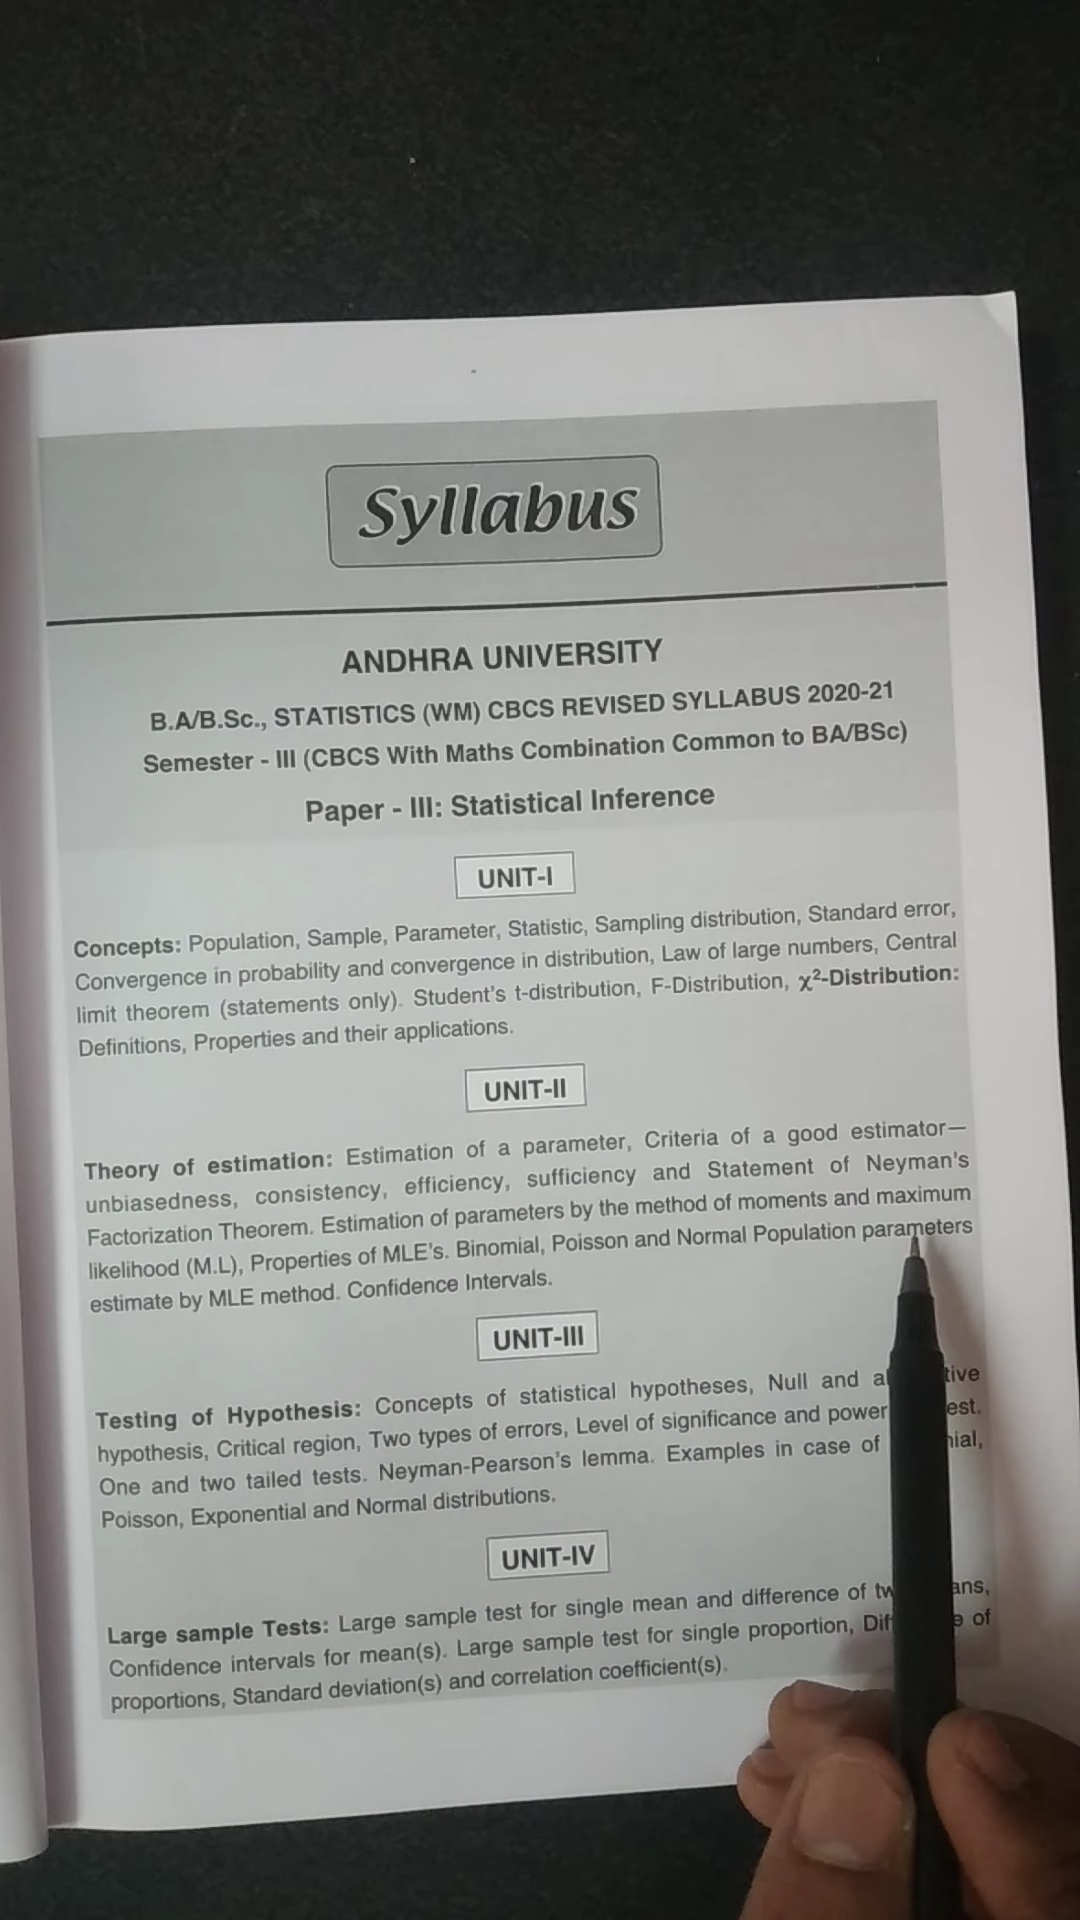 Syllabus
ANDHRA UNIVERSITY
B.A/B.Sc., STATISTICS (WM) CBCS REVISED SYLLABUS 2020-21
Semester - III (CBCS With Maths Combination Common to BA/BSc)
Paper - III: Statistical Inference
UNIT-I
Concepts: Population, Sample, Parameter, Statistic, Sampling distribution, Standard error,
Convergence in probability and convergence in distribution, Law of large numbers, Central
limit theorem (statements only). Student's t-distribution, F-Distribution, χ²-Distribution:
Definitions, Properties and their applications.
UNIT-II
Theory of estimation: Estimation of a parameter, Criteria of a good estimator—
unbiasedness, consistency, efficiency, sufficiency and Statement of Neyman's
Factorization Theorem. Estimation of parameters by the method of moments and maximum
likelihood (M.L), Properties of MLE's. Binomial, Poisson and Normal Population parameters
estimate by MLE method. Confidence Intervals.
UNIT-III
Testing of Hypothesis: Concepts of statistical hypotheses, Null and
hypothesis, Critical region, Two types of errors, Level of significance and power
One and two tailed tests. Neyman-Pearson's lemma. Examples in case of
Poisson, Exponential and Normal distributions.
UNIT-IV
Large sample Tests: Large sample test for single mean and difference of
Confidence intervals for mean(s). Large sample test for single proportion, of
proportions, Standard deviation(s) and correlation coefficient(s).